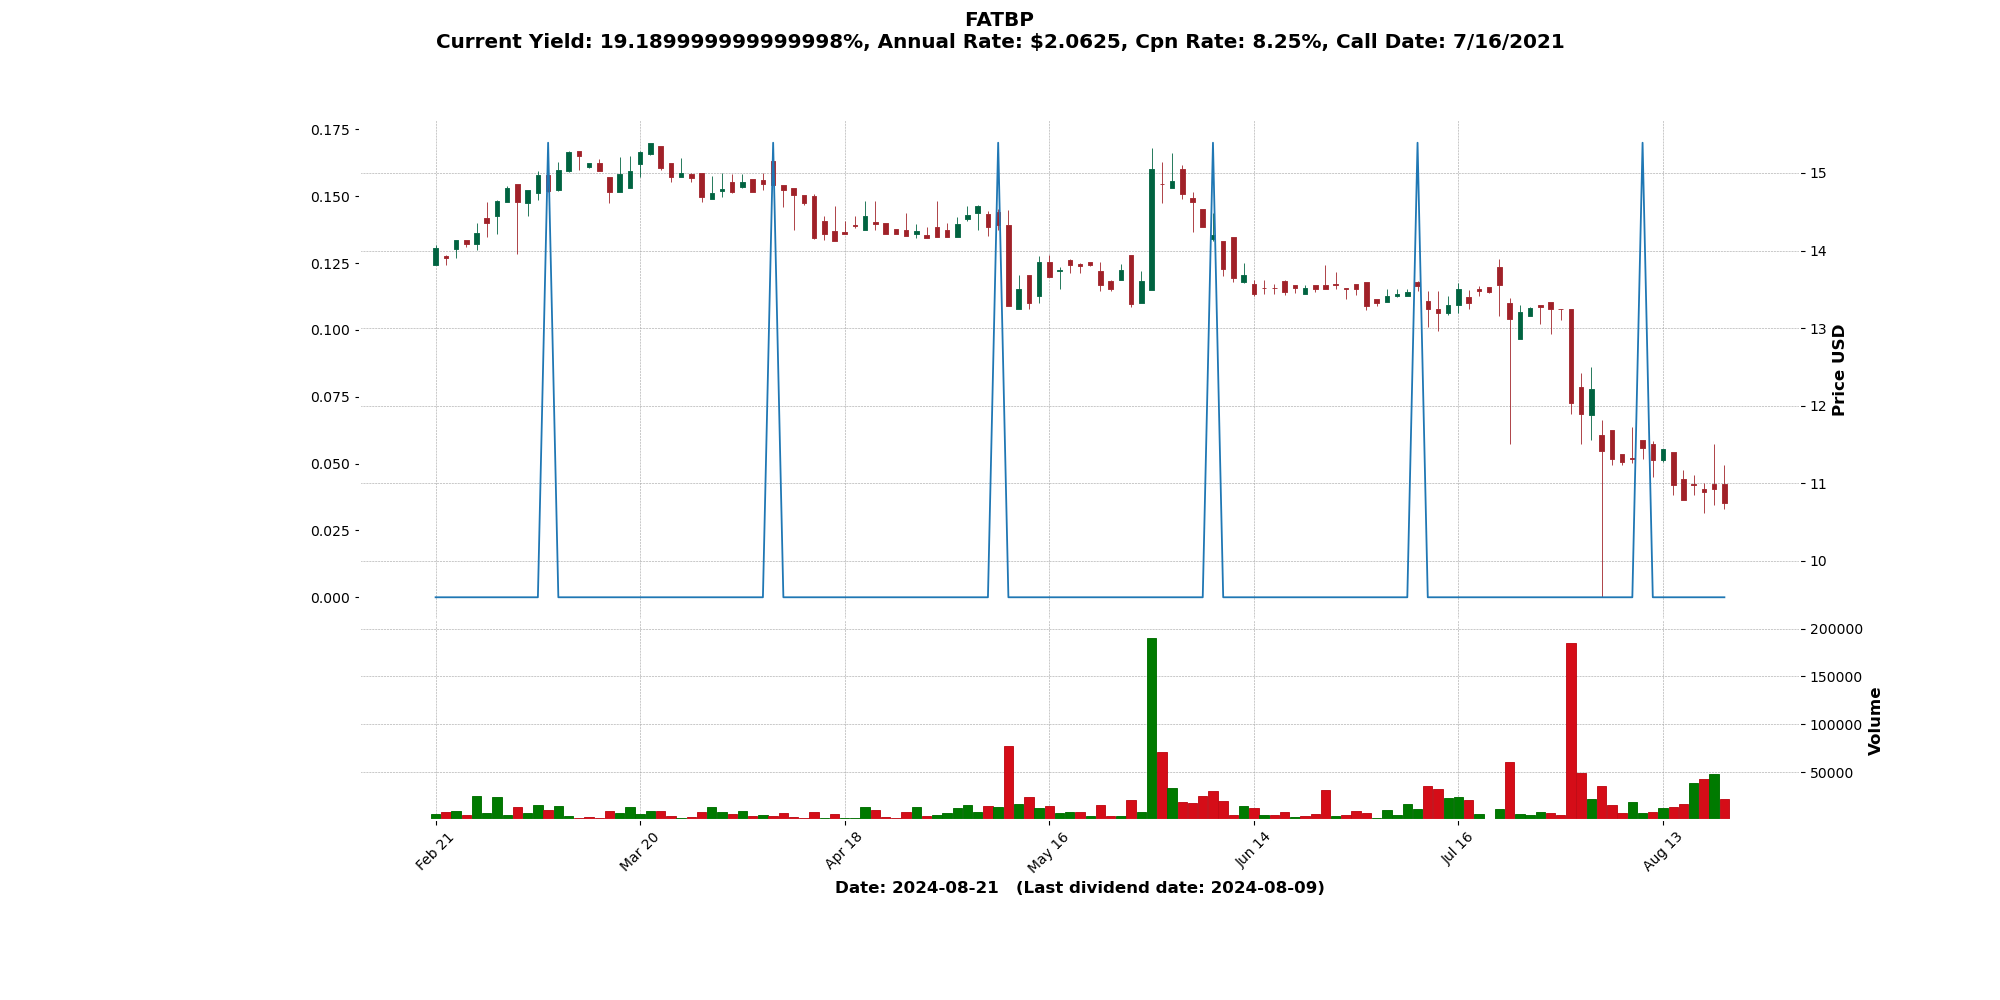 FATBP
Current Yield: 19.189999999999998%, Annual Rate: $2.0625, Cpn Rate: 8.25%, Call Date: 7/16/2021
0.175
0.150
0.125
0.100
0.075
0.050
0.025
0.000
15
14
13
12
11
10
Price USD
200000
150000
100000
50000
Volume
Feb 21
Mar 20
Apr 18
May 16
Jun 14
Jul 16
Aug 13
Date: 2024-08-21   (Last dividend date: 2024-08-09)